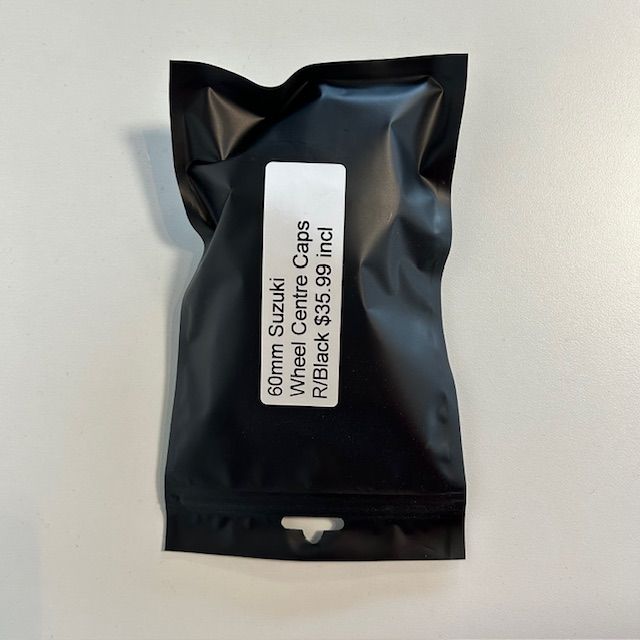 60mm Suzuki
Wheel Centre Caps
R/Black $35.99 incl